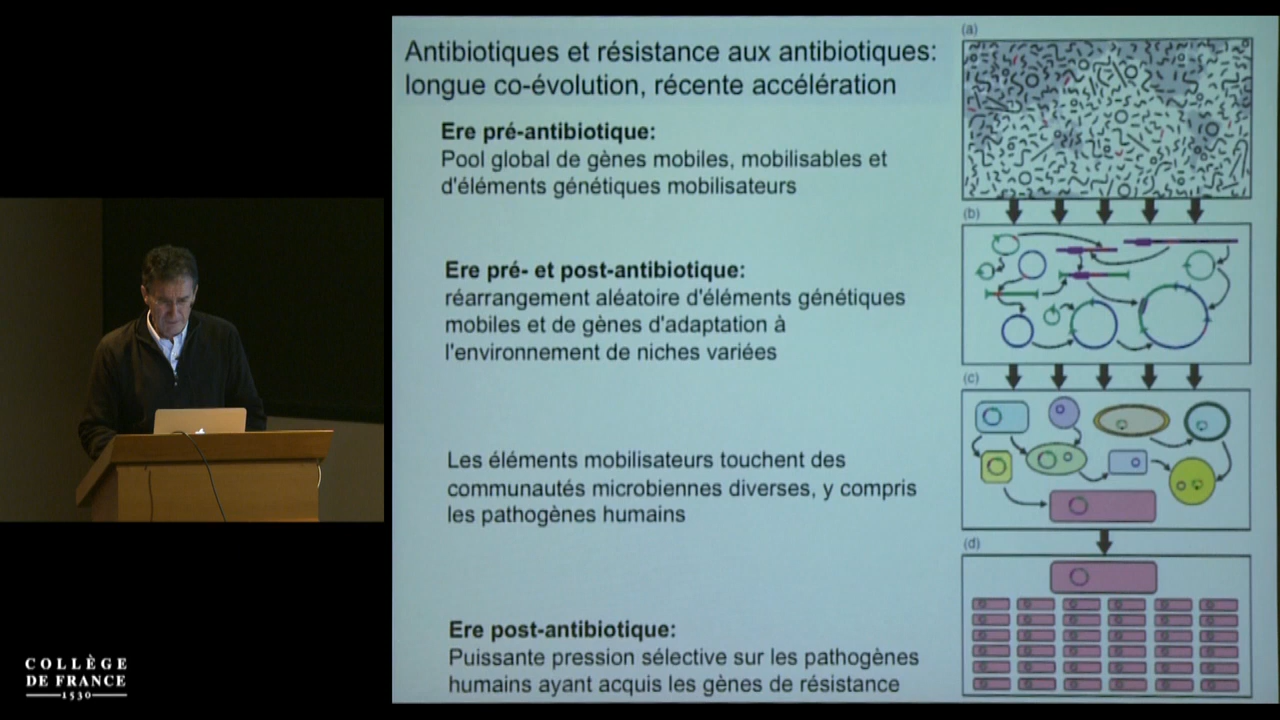 Antibiotiques et résistance aux antibiotiques:
longue co-évolution, récente accélération
Ere pré-antibiotique:
Pool global de gènes mobiles, mobilisables et
d'éléments génétiques mobilisateurs
Ere pré- et post-antibiotique:
réarrangement aléatoire d'éléments génétiques
mobiles et de gènes d'adaptation à
l'environnement de niches variées
Les éléments mobilisateurs touchent des
communautés microbiennes diverses, y compris
les pathogènes humains
Ere post-antibiotique:
Puissante pression sélective sur les pathogènes
humains ayant acquis les gènes de résistance
(a)
(b)
(c)
(d)
COLLÈGE
DE FRANCE
1530